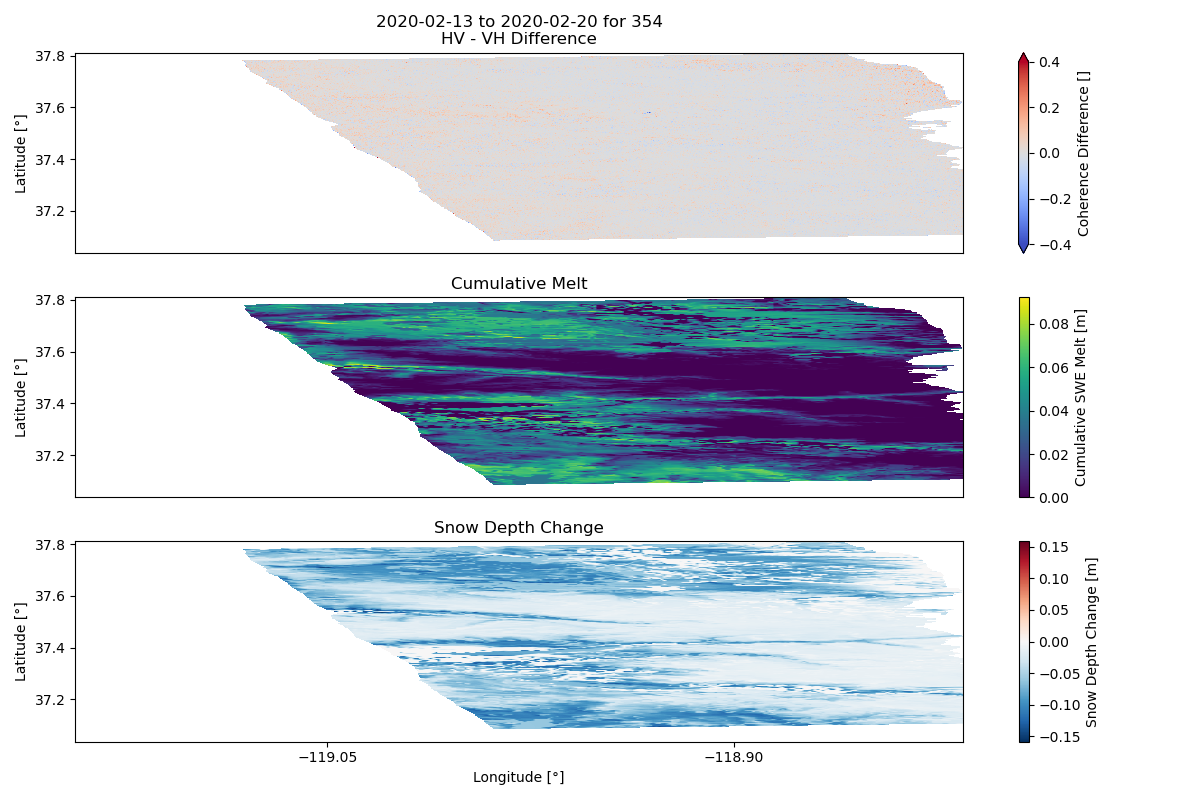 2020-02-13 to 2020-02-20 for 354
HV - VH Difference
37.8
37.6
37.4
37.2
Latitude [°]
0.4
0.2
0.0
−0.2
−0.4
Coherence Difference []
Cumulative Melt
37.8
37.6
37.4
37.2
Latitude [°]
0.08
0.06
0.04
0.02
0.00
Cumulative SWE Melt [m]
Snow Depth Change
37.8
37.6
37.4
37.2
Latitude [°]
0.15
0.10
0.05
0.00
−0.05
−0.10
−0.15
Snow Depth Change [m]
−119.05
−118.90
Longitude [°]